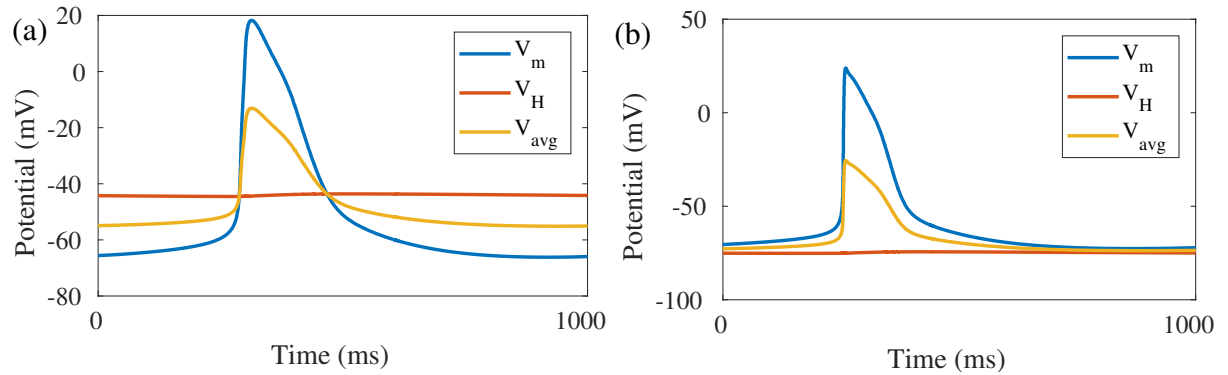 (a)
Potential (mV)
20
0
-20
-40
-60
-80
V_m
V_H
V_avg
0
1000
Time (ms)
(b)
Potential (mV)
50
0
-50
-100
V_m
V_H
V_avg
0
1000
Time (ms)